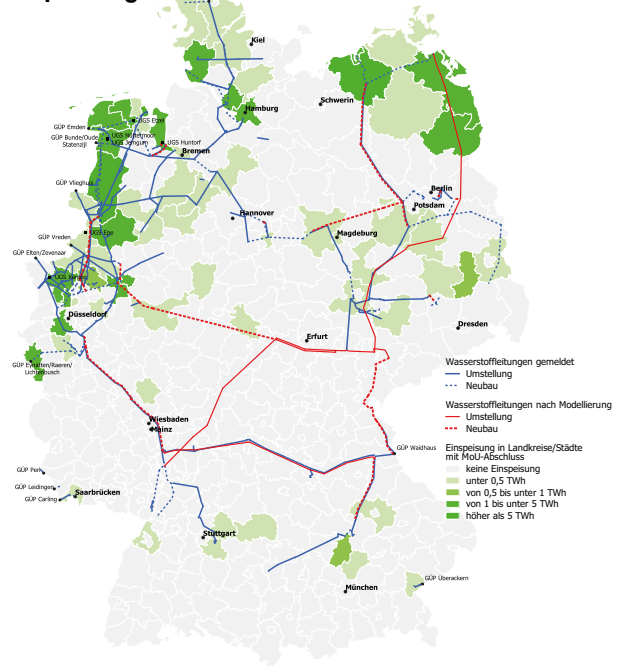 Kiel
Schwerin
Hamburg
UGS Etzel
GÜP Emden
UGS Nüttermoor
GÜP Bunde/Oude
Statenzijl
UGS Jemgum
UGS Huntorf
Bremen
GÜP Vlieghuis
Berlin
Potsdam
Hannover
UGS Epe
GÜP Vreden
Magdeburg
GÜP Elten/Zevenaar
UGS Xanten
Düsseldorf
Dresden
Erfurt
GÜP Eynatten/Raeren/
Lichtenbusch
Wasserstoffleitungen gemeldet
Umstellung
Neubau
Wasserstoffleitungen nach Modellierung
Umstellung
Neubau
Wiesbaden
Mainz
GÜP Waidhaus
Einspeisung in Landkreise/Städte
mit MoU-Abschluss
keine Einspeisung
unter 0,5 TWh
von 0,5 bis unter 1 TWh
von 1 bis unter 5 TWh
höher als 5 TWh
GÜP Perl
GÜP Leidingen
GÜP Carling
Saarbrücken
Stuttgart
GÜP Überackern
München